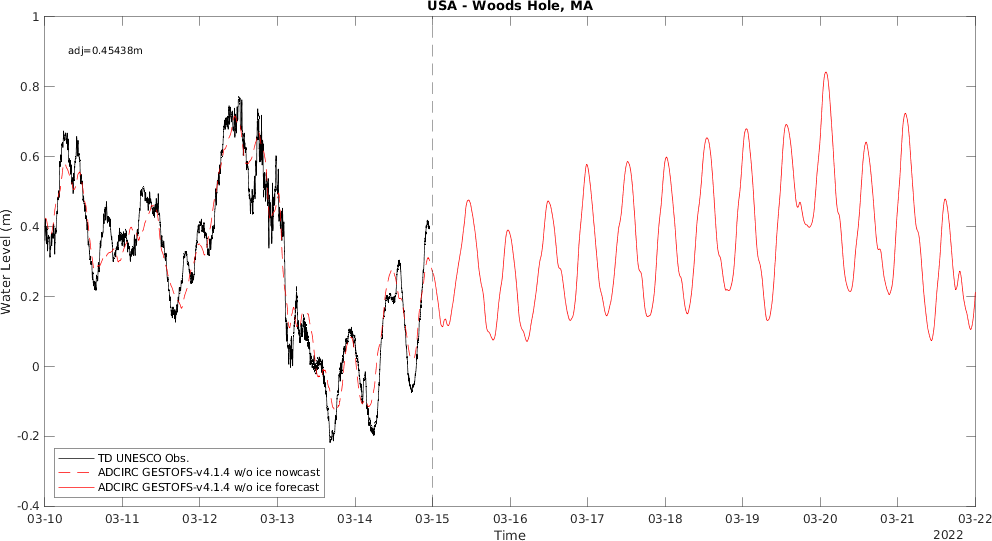 USA - Woods Hole, MA
adj=0.45438m
1
0.8
0.6
0.4
0.2
0
-0.2
-0.4
Water Level (m)
TD UNESCO Obs.
ADCIRC GESTOFS-v4.1.4 w/o ice nowcast
ADCIRC GESTOFS-v4.1.4 w/o ice forecast
03-10 03-11 03-12 03-13 03-14 03-15 03-16 03-17 03-18 03-19 03-20 03-21 03-22
Time
2022